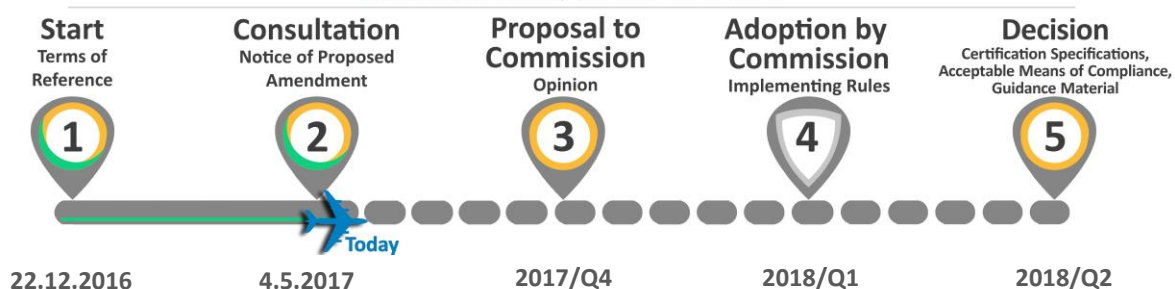 Start
Terms of
Reference
1
22.12.2016
Consultation
Notice of Proposed
Amendment
2
Today
4.5.2017
Proposal to
Commission
Opinion
3
2017/Q4
Adoption by
Commission
Implementing Rules
4
2018/Q1
Decision
Certification Specifications,
Acceptable Means of Compliance,
Guidance Material
5
2018/Q2